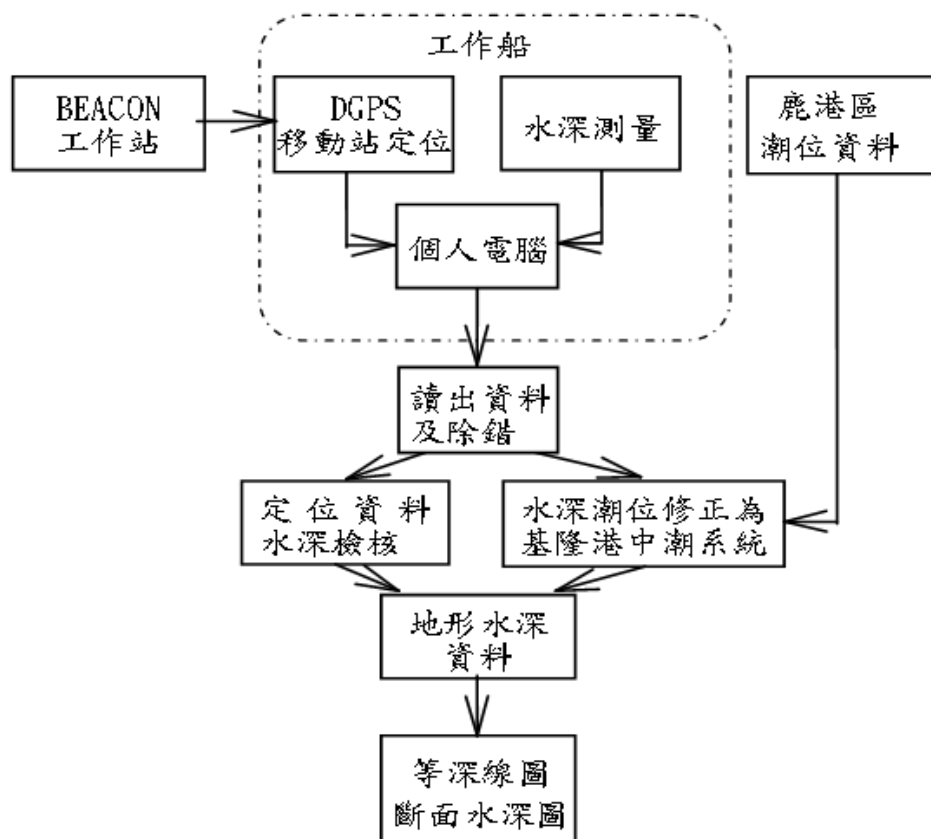 工作船
BEACON
工作站
DGPS
移動站定位
水深測量
鹿港區
潮位資料
個人電腦
讀出資料
及除錯
定位資料
水深檢核
水深潮位修正為
基隆港中潮系統
地形水深
資料
等深線圖
斷面水深圖